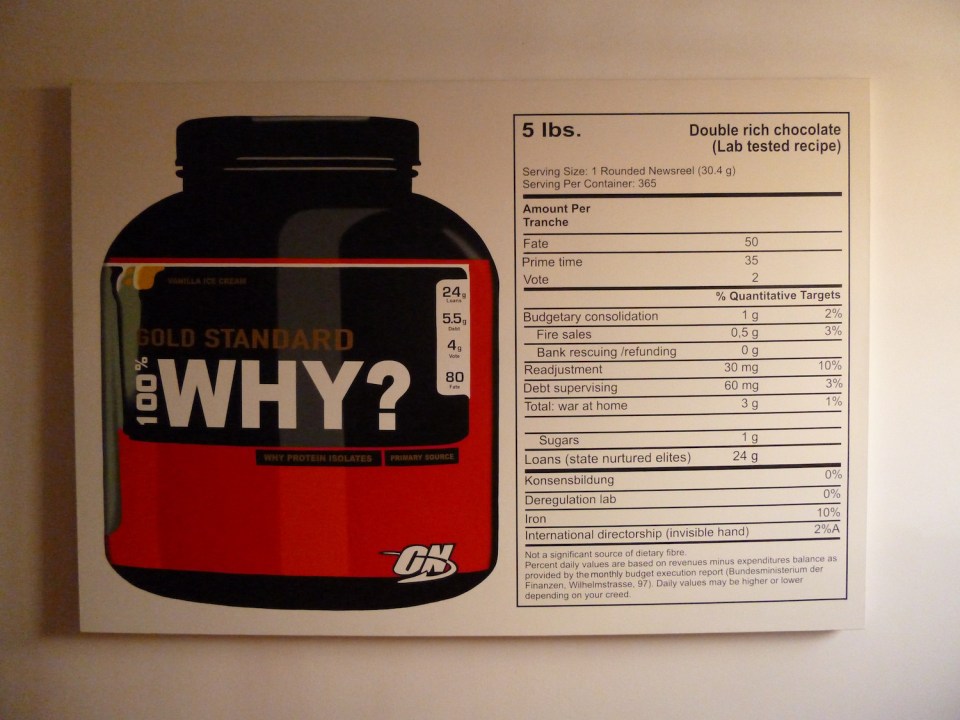 VANILLA ICE CREAM
GOLD STANDARD
100%
WHY?
24g
Loans
5.5g
Debt
4g
Vote
80
Fate
WHY PROTEIN ISOLATES
PRIMARY SOURCE
ON
5 lbs.
Double rich chocolate
(Lab tested recipe)
Serving Size: 1 Rounded Newsreel (30.4 g)
Serving Per Container: 365
Amount Per
Tranche
Fate 50
Prime time 35
Vote 2
% Quantitative Targets
Budgetary consolidation 1 g 2%
Fire sales 0,5 g 3%
Bank rescuing /refunding 0 g
Readjustment 30 mg 10%
Debt supervising 60 mg 3%
Total: war at home 3 g 1%
Sugars 1 g
Loans (state nurtured elites) 24 g
Konsensbildung 0%
Deregulation lab 0%
Iron 10%
International directorship (invisible hand) 2%A
Not a significant source of dietary fibre.
Percent daily values are based on revenues minus expenditures balance as
provided by the monthly budget execution report (Bundesministerium der
Finanzen, Wilhelmstrasse, 97). Daily values may be higher or lower
depending on your creed.